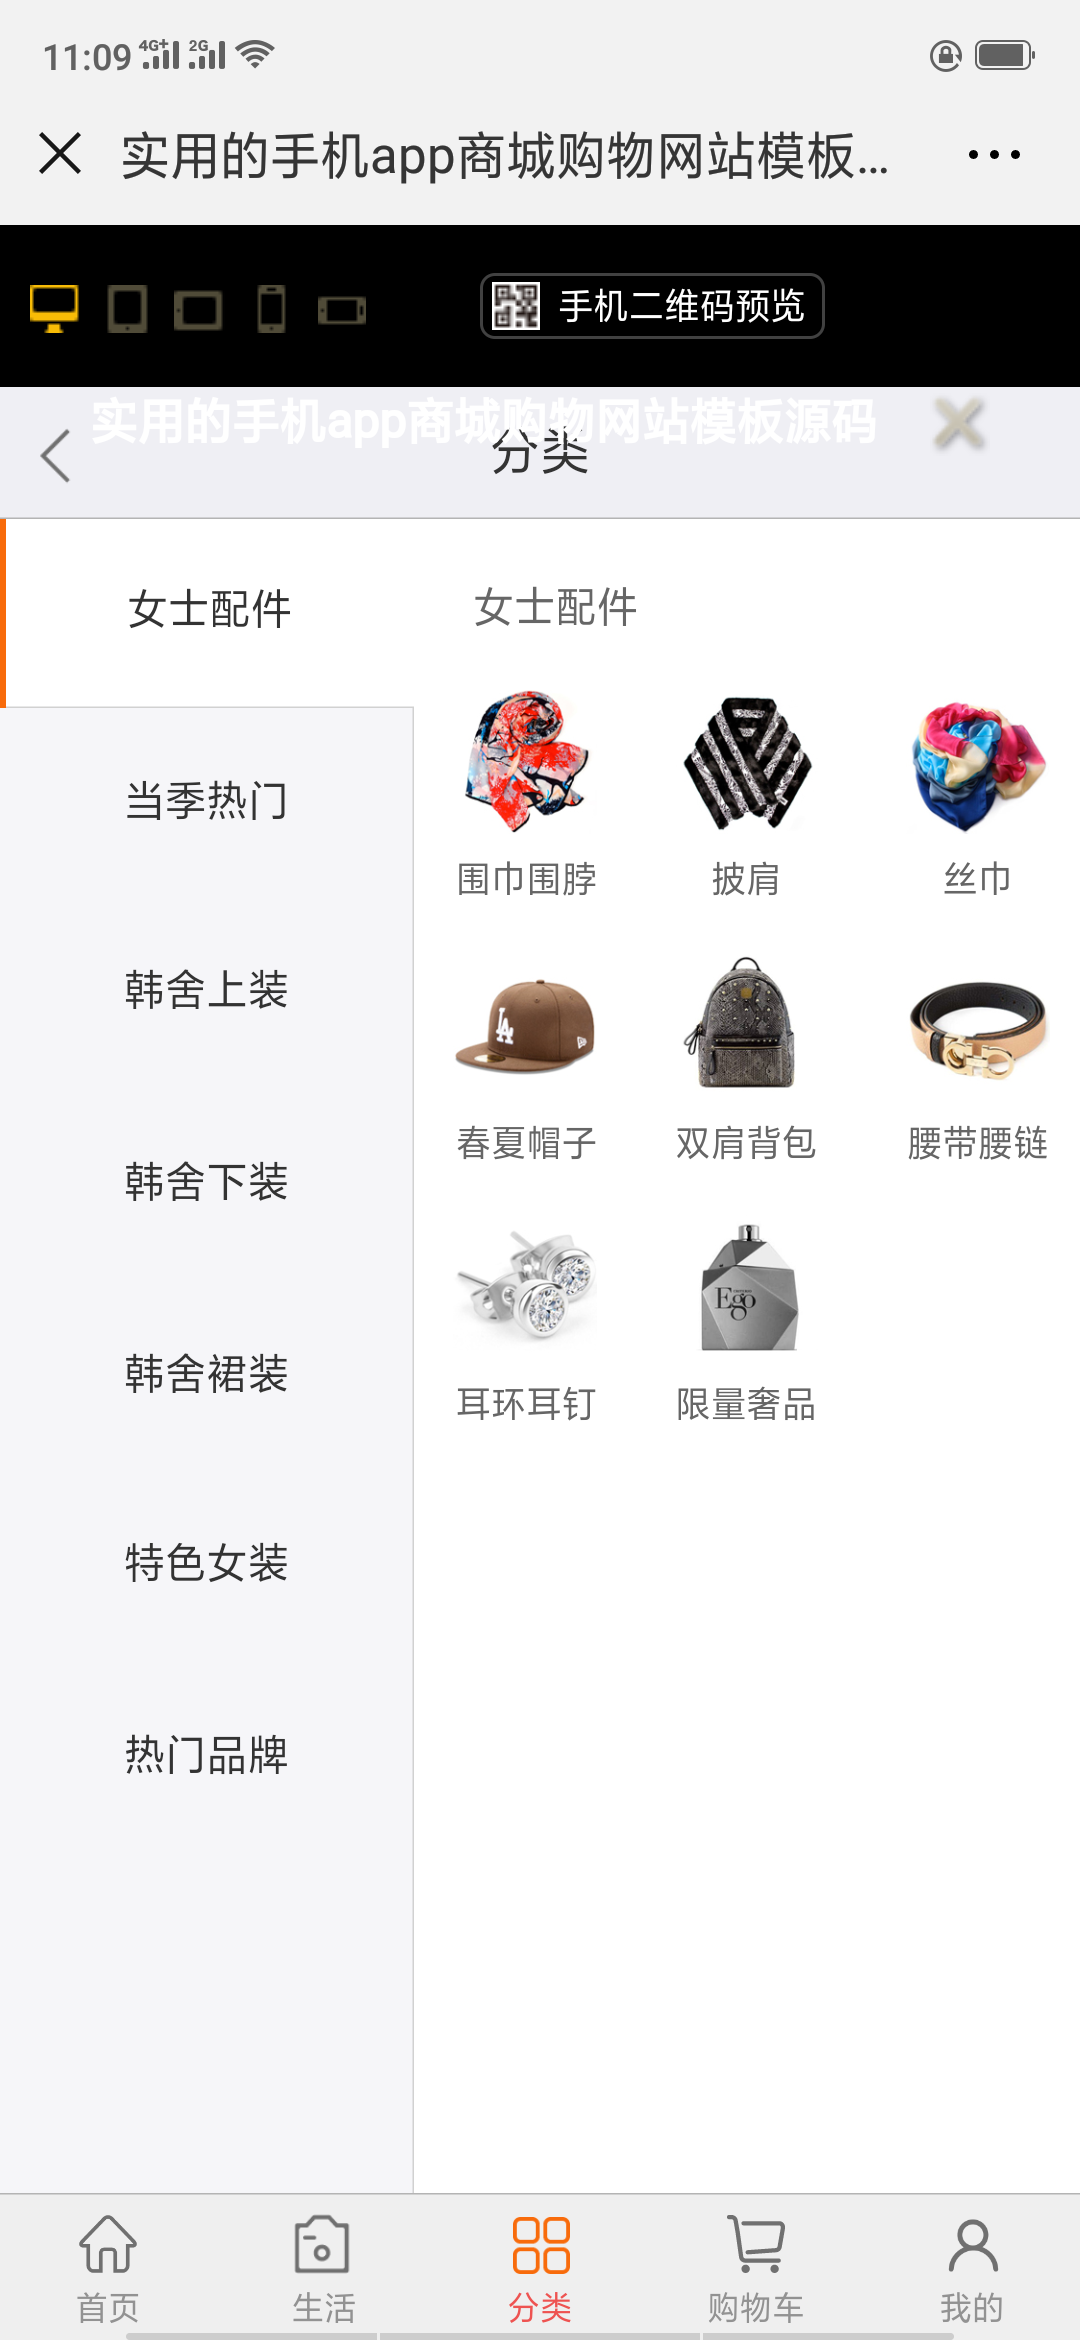 11:09 4G+ 2G
实用的手机app商城购物网站模板...
手机二维码预览
实用的手机app商城购物网站模板源码
分类
女士配件
当季热门
韩舍上装
韩舍下装
韩舍裙装
特色女装
热门品牌
女士配件
围巾围脖 披肩 丝巾
LA
春夏帽子 双肩背包 腰带腰链
Ego
耳环耳钉 限量奢品
首页 生活 分类 购物车 我的